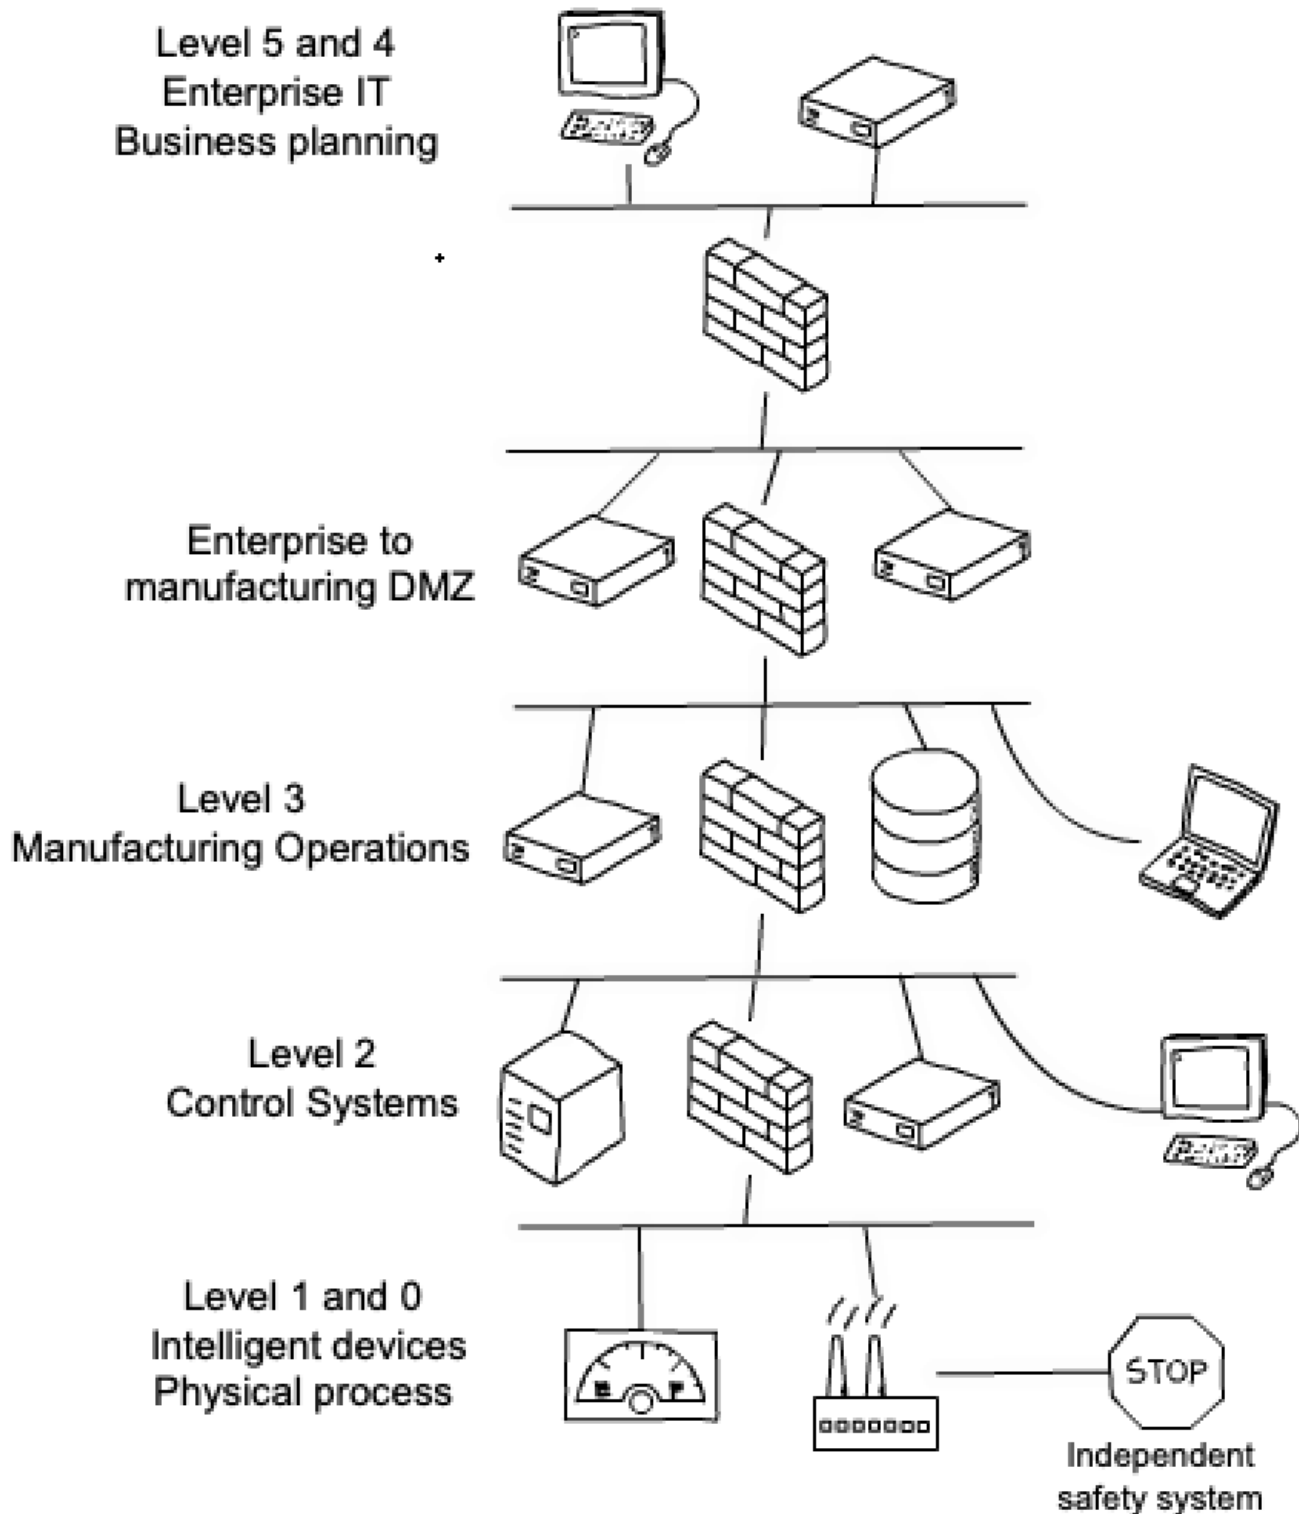 Level 5 and 4
Enterprise IT
Business planning
Enterprise to
manufacturing DMZ
Level 3
Manufacturing Operations
Level 2
Control Systems
Level 1 and 0
Intelligent devices
Physical process
STOP
Independent
safety system